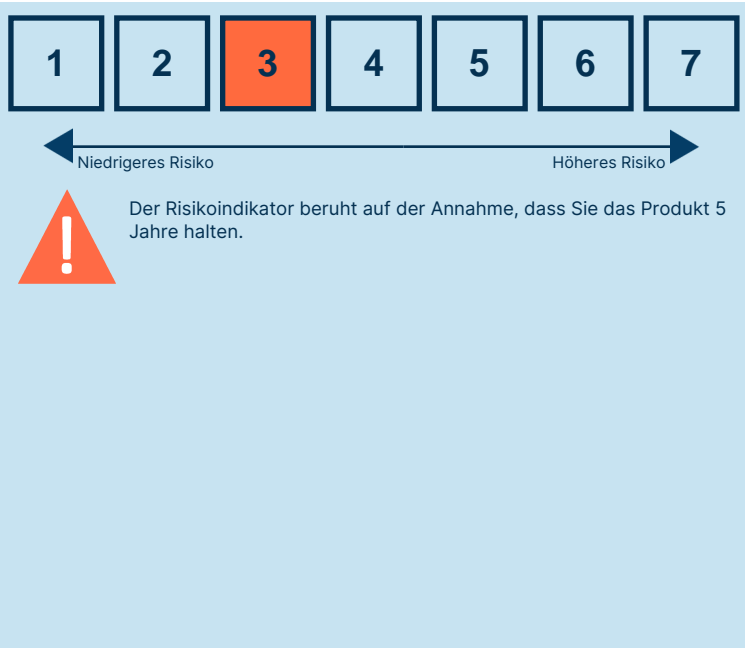 1 2 3 4 5 6 7
Niedrigeres Risiko Höheres Risiko
!
Der Risikoindikator beruht auf der Annahme, dass Sie das Produkt 5
Jahre halten.